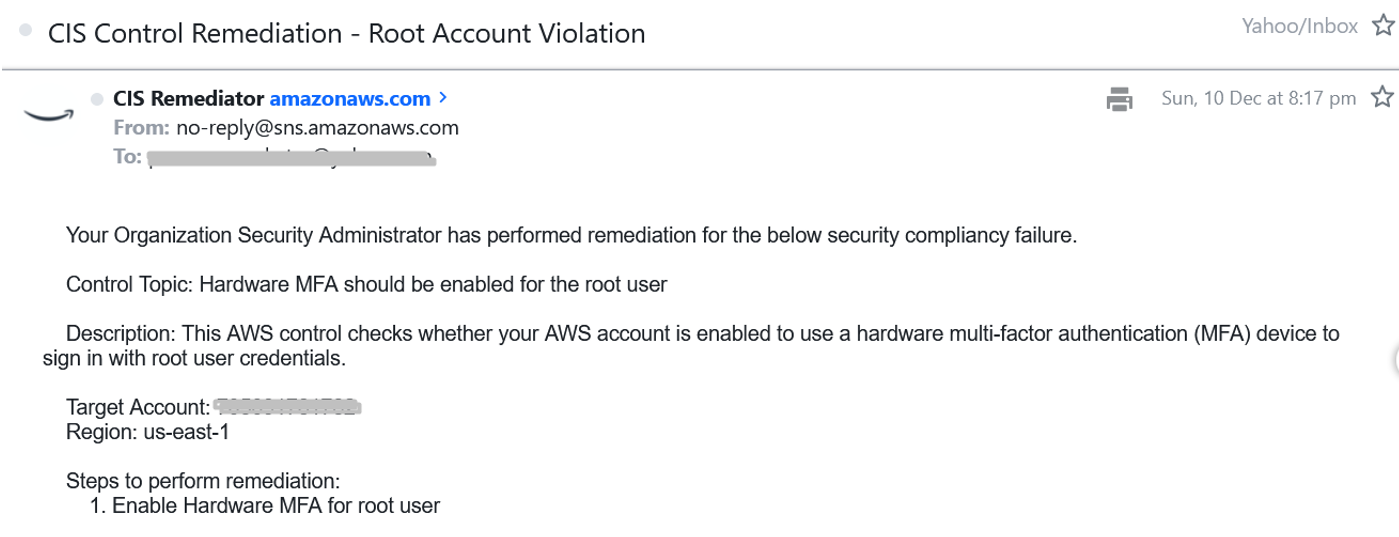 CIS Control Remediation - Root Account Violation
Yahoo/Inbox
CIS Remediator amazonaws.com
Sun, 10 Dec at 8:17 pm
From: no-reply@sns.amazonaws.com
To:
Your Organization Security Administrator has performed remediation for the below security compliancy failure.
Control Topic: Hardware MFA should be enabled for the root user
Description: This AWS control checks whether your AWS account is enabled to use a hardware multi-factor authentication (MFA) device to
sign in with root user credentials.
Target Account:
Region: us-east-1
Steps to perform remediation:
1. Enable Hardware MFA for root user